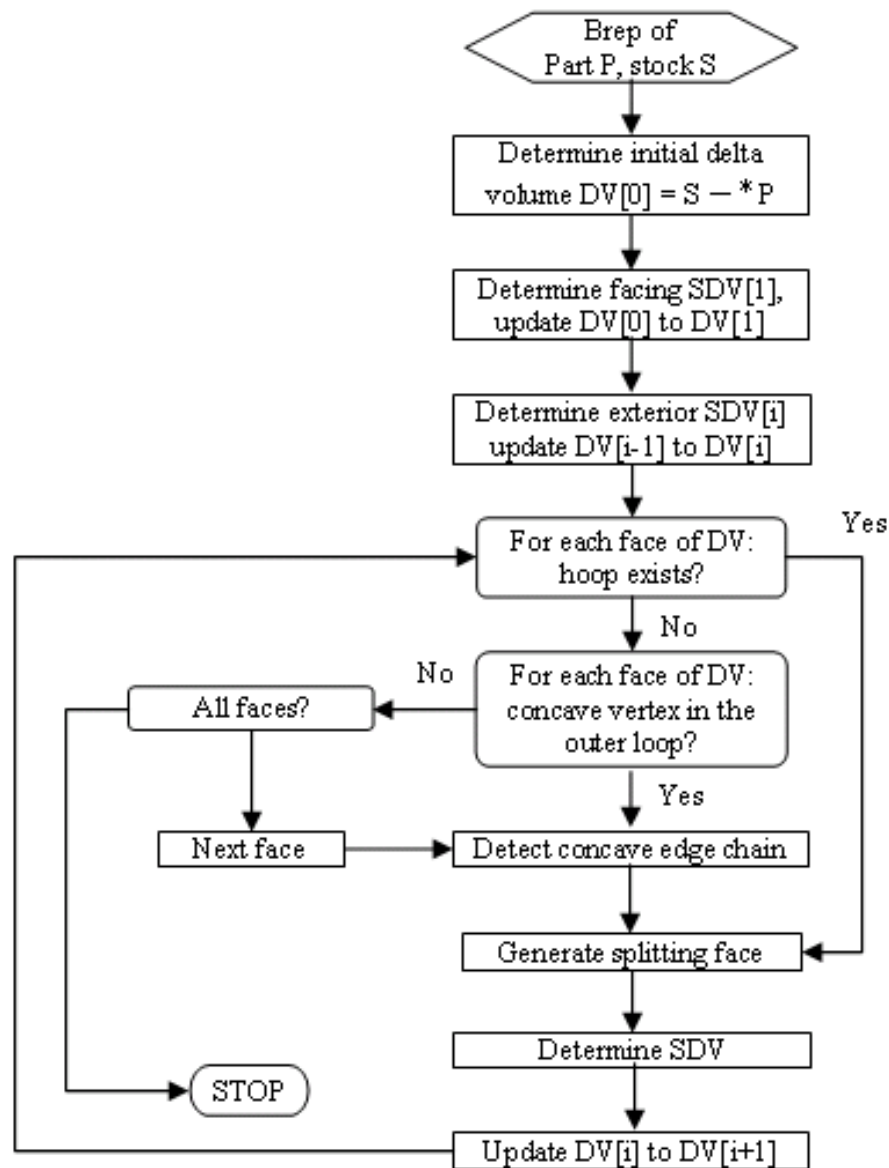 Brep of
Part P, stock S
Determine initial delta
volume DV[0] = S — * P
Determine facing SDV[1],
update DV[0] to DV[1]
Determine exterior SDV[i]
update DV[i-1] to DV[i]
Yes
For each face of DV:
hoop exists?
No
No
For each face of DV:
concave vertex in the
outer loop?
All faces?
Yes
Next face
Detect concave edge chain
Generate splitting face
Determine SDV
STOP
Update DV[i] to DV[i+1]